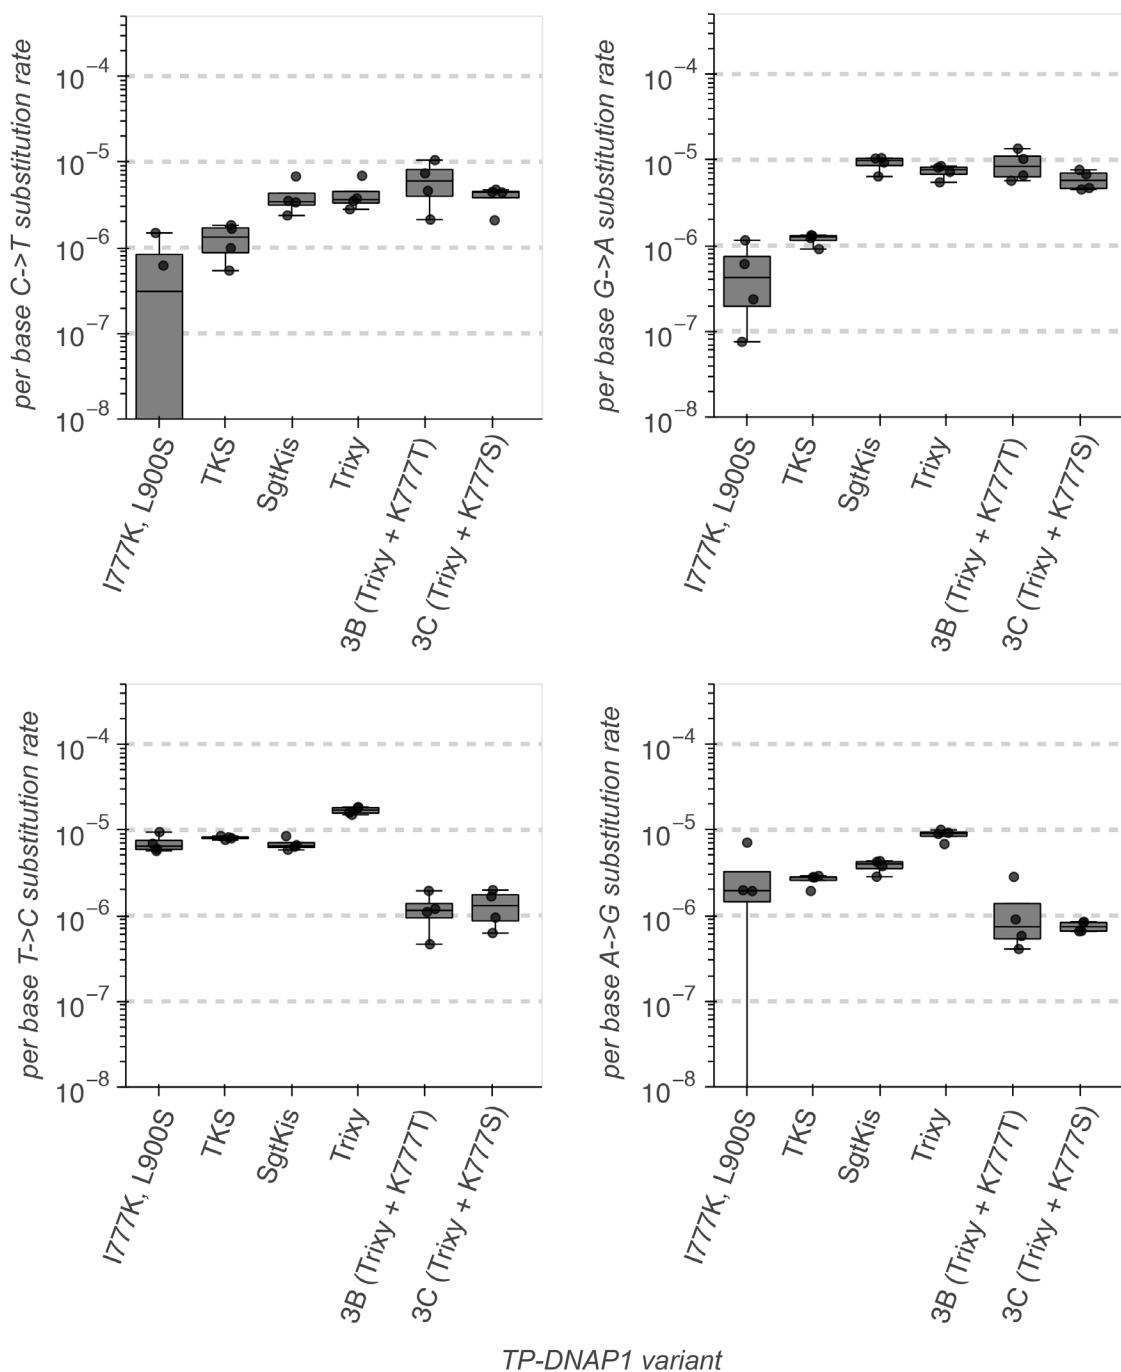 per base C->T substitution rate
10⁻⁴
10⁻⁵
10⁻⁶
10⁻⁷
10⁻⁸
I777K, L900S
TKS
SgtKis
Trixy
3B (Trixy + K777T)
3C (Trixy + K777S)
per base G->A substitution rate
10⁻⁴
10⁻⁵
10⁻⁶
10⁻⁷
10⁻⁸
I777K, L900S
TKS
SgtKis
Trixy
3B (Trixy + K777T)
3C (Trixy + K777S)
per base T->C substitution rate
10⁻⁴
10⁻⁵
10⁻⁶
10⁻⁷
10⁻⁸
I777K, L900S
TKS
SgtKis
Trixy
3B (Trixy + K777T)
3C (Trixy + K777S)
per base A->G substitution rate
10⁻⁴
10⁻⁵
10⁻⁶
10⁻⁷
10⁻⁸
I777K, L900S
TKS
SgtKis
Trixy
3B (Trixy + K777T)
3C (Trixy + K777S)
TP-DNAP1 variant